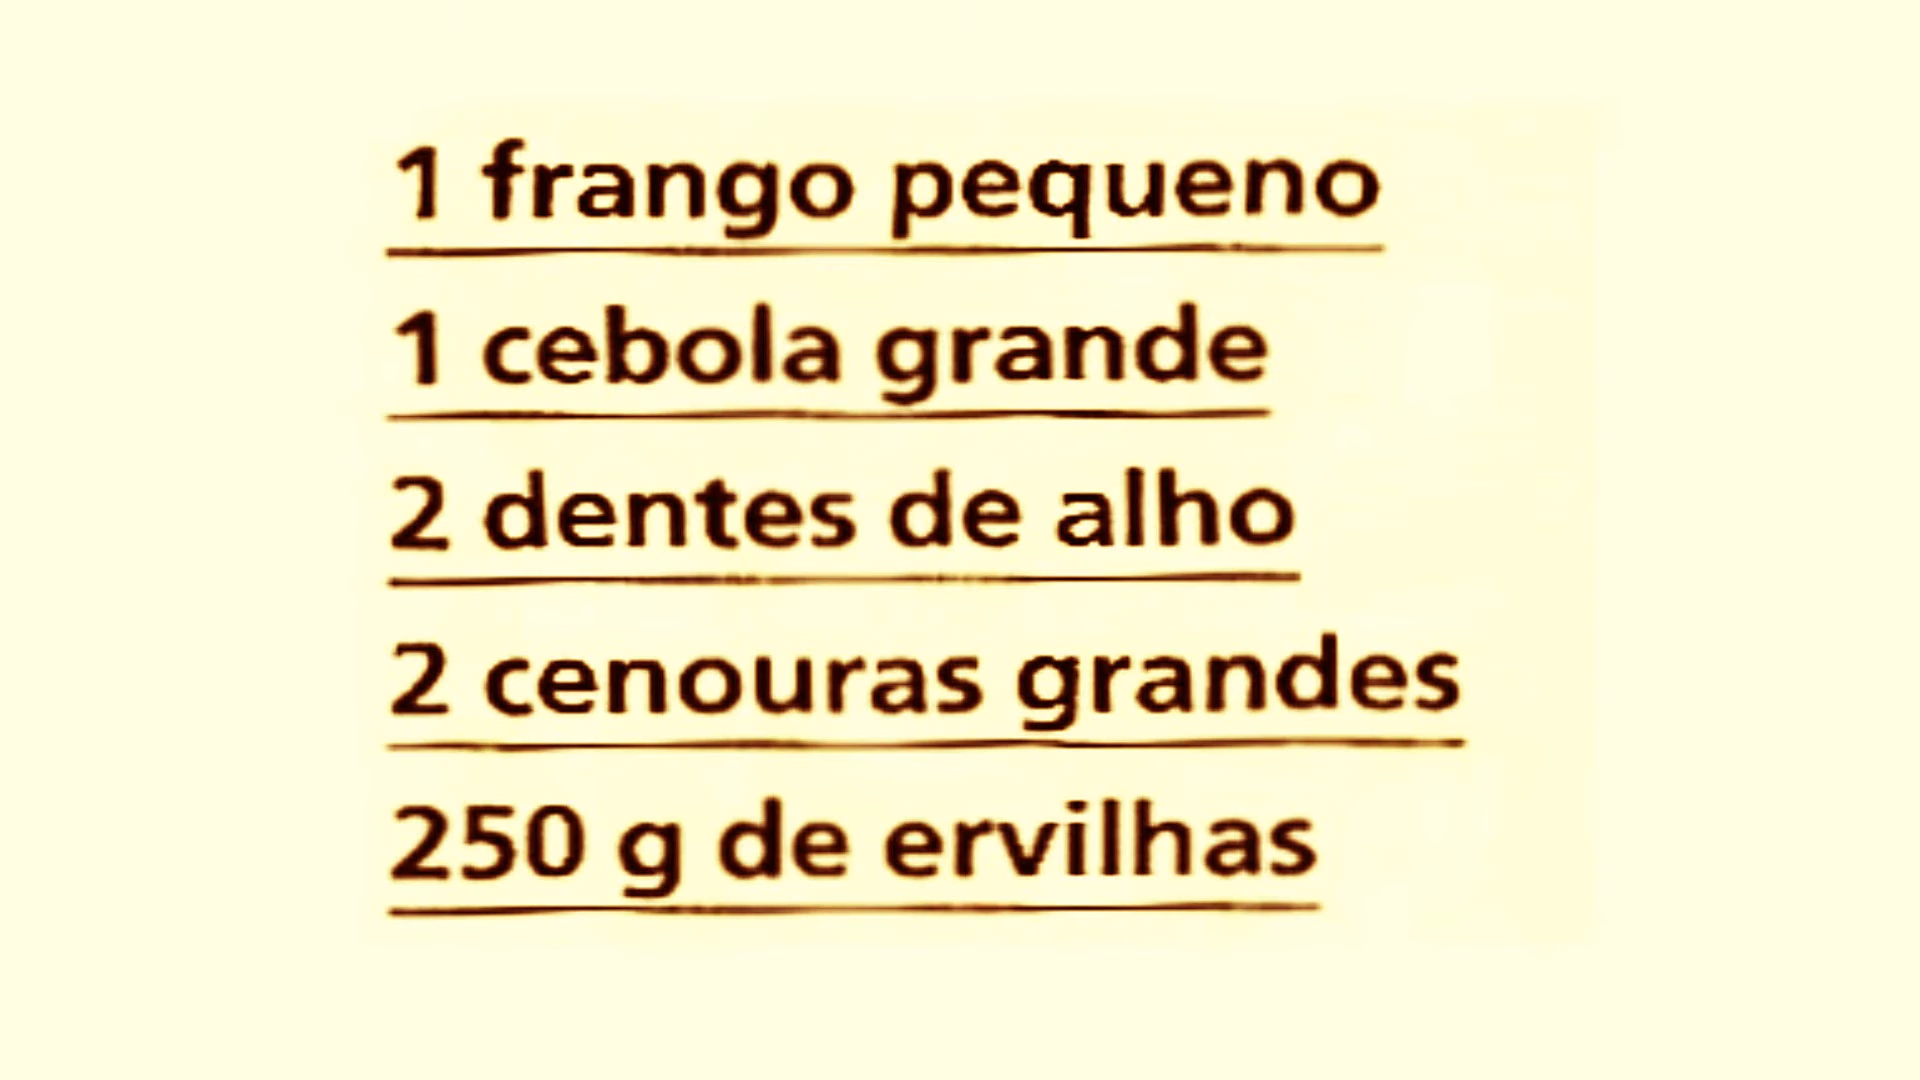 1 frango pequeno
1 cebola grande
2 dentes de alho
2 cenouras grandes
250 g de ervilhas